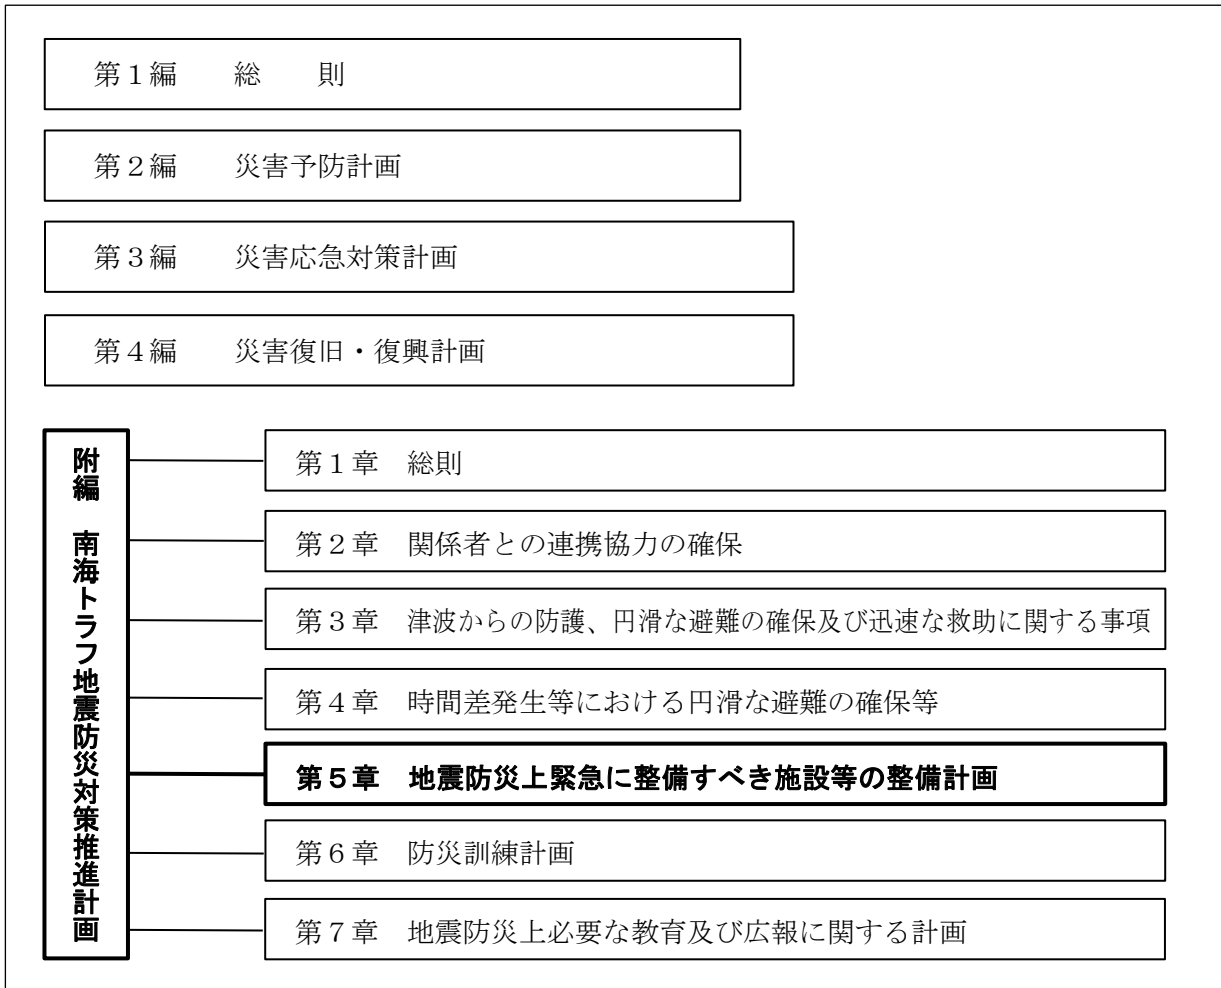 第１編　　総　　則
第２編　　災害予防計画
第３編　　災害応急対策計画
第４編　　災害復旧・復興計画
附編　南海トラフ地震防災対策推進計画
第１章　総則
第２章　関係者との連携協力の確保
第３章　津波からの防護、円滑な避難の確保及び迅速な救助に関する事項
第４章　時間差発生等における円滑な避難の確保等
第５章　地震防災上緊急に整備すべき施設等の整備計画
第６章　防災訓練計画
第７章　地震防災上必要な教育及び広報に関する計画